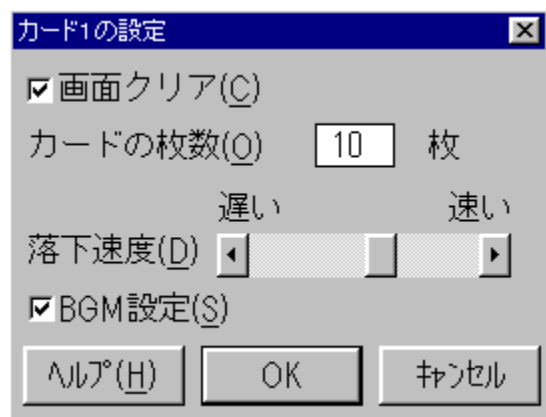 カード1の設定
画面クリア(C)
カードの枚数(O) 10 枚
遅い 速い
落下速度(D)
BGM設定(S)
ﾍﾙﾌﾟ(H) OK ｷｬﾝｾﾙ